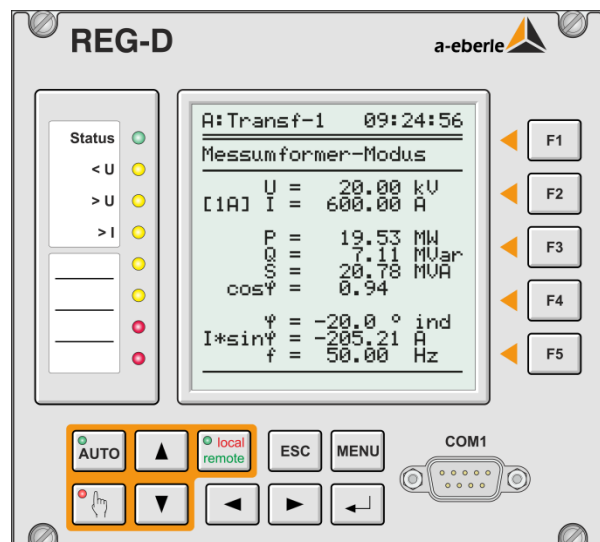 REG-D
a-eberle
Status
< U
> U
> I
A:Transf-1 09:24:56
Messumformer-Modus
U = 20.00 kV
[1A] I = 600.00 A
P = 19.53 MW
Q = 7.11 MVar
S = 20.78 MVA
cosφ = 0.94
φ = -20.0 ° ind
I*sinφ = -205.21 A
f = 50.00 Hz
F1
F2
F3
F4
F5
AUTO
local
remote
ESC
MENU
COM1